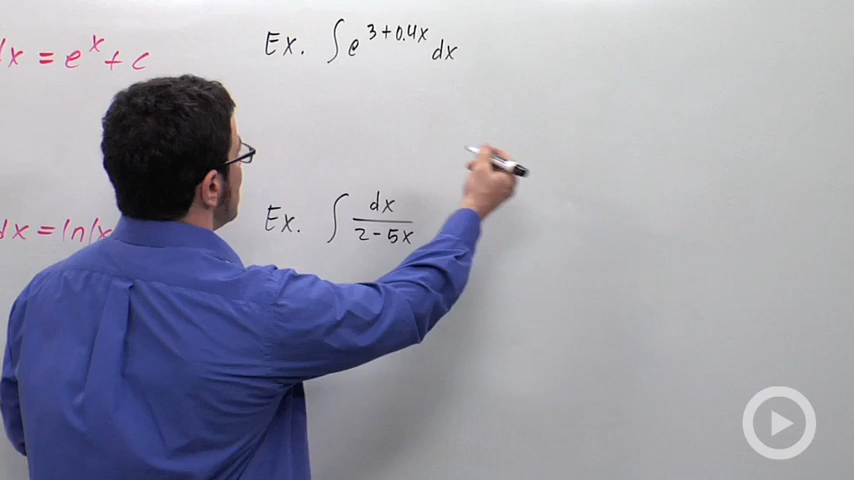 dx = e^x + c
Ex. ∫ e^{3+0.4x} dx
dx = ln|x
Ex. ∫ dx/(2-5x)